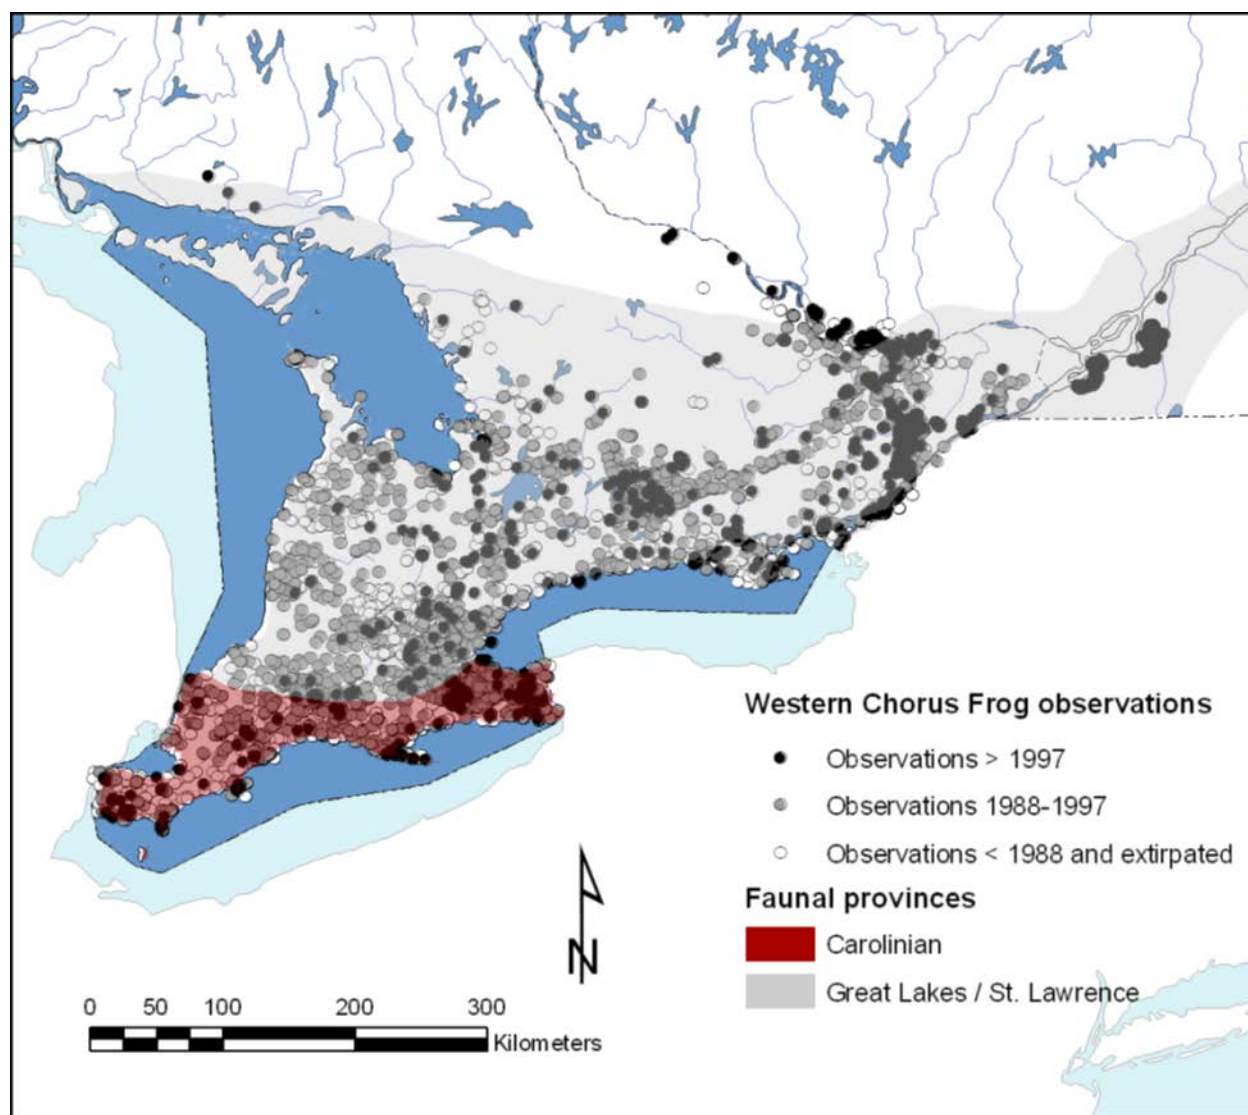 Western Chorus Frog observations
Observations > 1997
Observations 1988-1997
Observations < 1988 and extirpated
Faunal provinces
Carolinian
Great Lakes / St. Lawrence
N
0 50 100 200 300
Kilometers